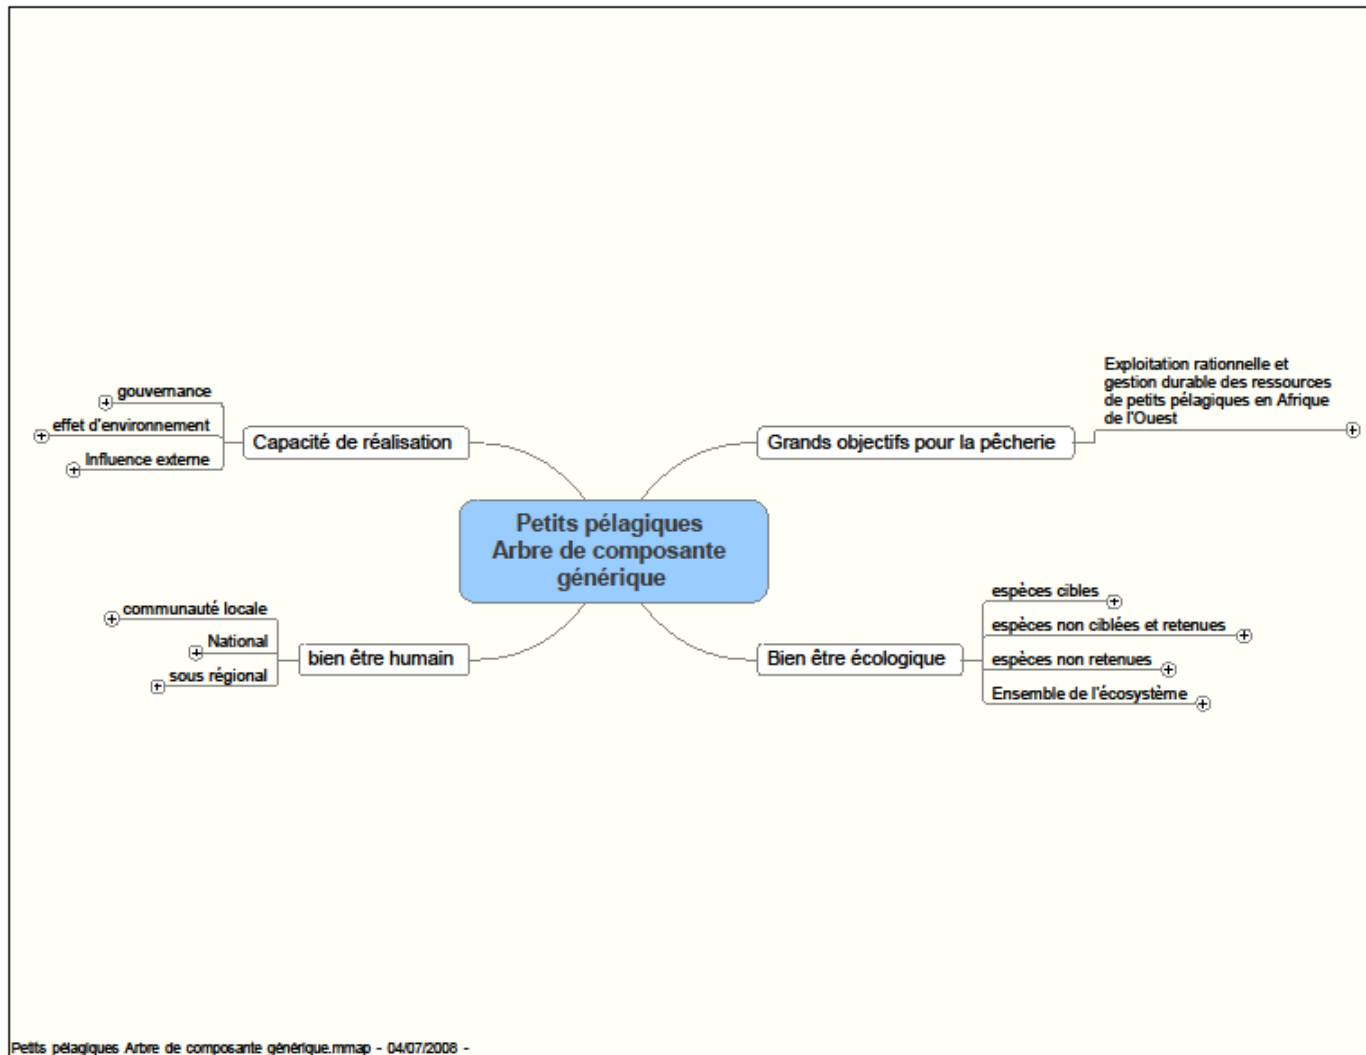 Exploitation rationnelle et
gestion durable des ressources
de petits pélagiques en Afrique
de l'Ouest
gouvernance
effet d'environnement
Influence externe
Capacité de réalisation
Grands objectifs pour la pêcherie
Petits pélagiques
Arbre de composante
générique
communauté locale
National
sous régional
bien être humain
Bien être écologique
espèces cibles
espèces non ciblées et retenues
espèces non retenues
Ensemble de l'écosystème
Petits pélagiques Arbre de composante générique.mmap - 04/07/2008 -